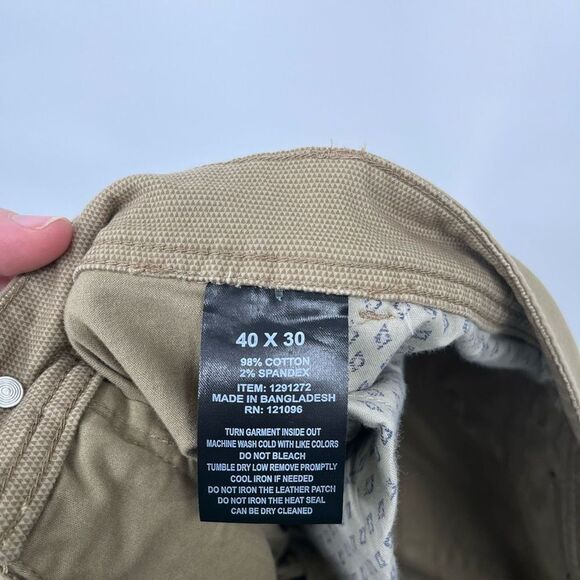 40 X 30
98% COTTON
2% SPANDEX
ITEM: 1291272
MADE IN BANGLADESH
RN: 121096
TURN GARMENT INSIDE OUT
MACHINE WASH COLD WITH LIKE COLORS
DO NOT BLEACH
TUMBLE DRY LOW REMOVE PROMPTLY
COOL IRON IF NEEDED
DO NOT IRON THE LEATHER PATCH
DO NOT IRON THE HEAT SEAL
CAN BE DRY CLEANED